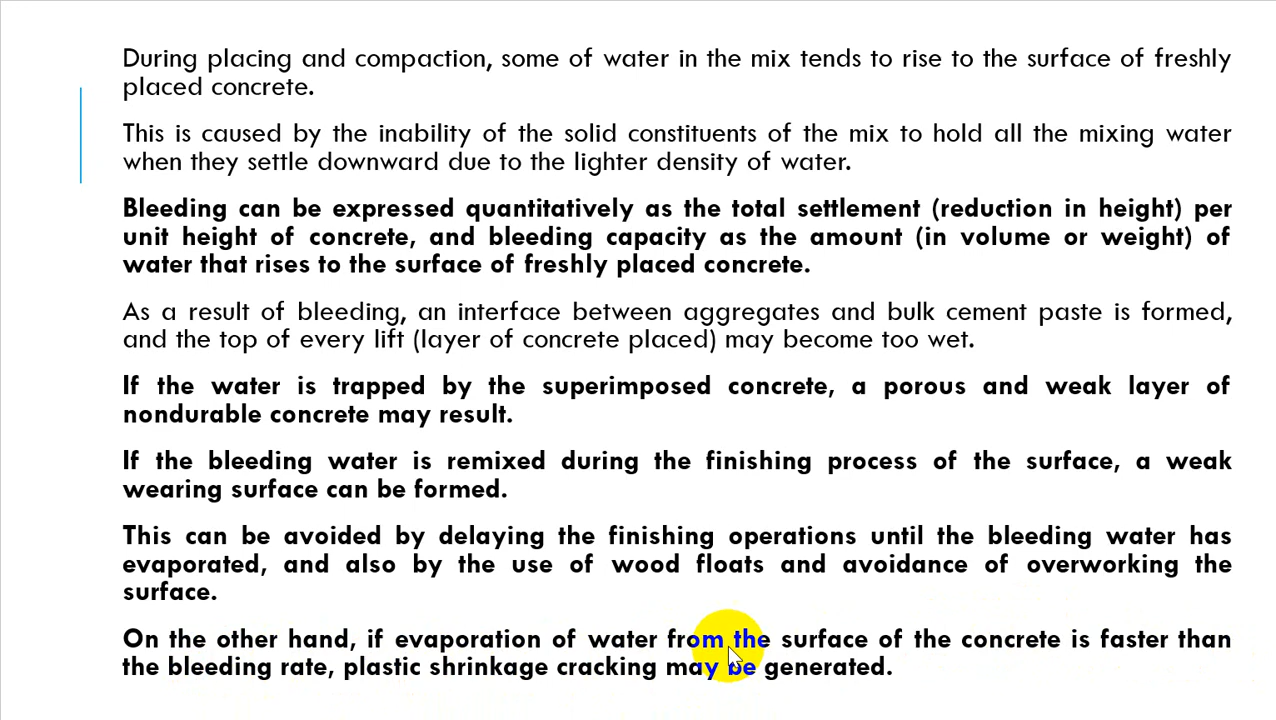 During placing and compaction, some of water in the mix tends to rise to the surface of freshly
placed concrete.
This is caused by the inability of the solid constituents of the mix to hold all the mixing water
when they settle downward due to the lighter density of water.
Bleeding can be expressed quantitatively as the total settlement (reduction in height) per
unit height of concrete, and bleeding capacity as the amount (in volume or weight) of
water that rises to the surface of freshly placed concrete.
As a result of bleeding, an interface between aggregates and bulk cement paste is formed,
and the top of every lift (layer of concrete placed) may become too wet.
If the water is trapped by the superimposed concrete, a porous and weak layer of
nondurable concrete may result.
If the bleeding water is remixed during the finishing process of the surface, a weak
wearing surface can be formed.
This can be avoided by delaying the finishing operations until the bleeding water has
evaporated, and also by the use of wood floats and avoidance of overworking the
surface.
On the other hand, if evaporation of water from the surface of the concrete is faster than
the bleeding rate, plastic shrinkage cracking may be generated.